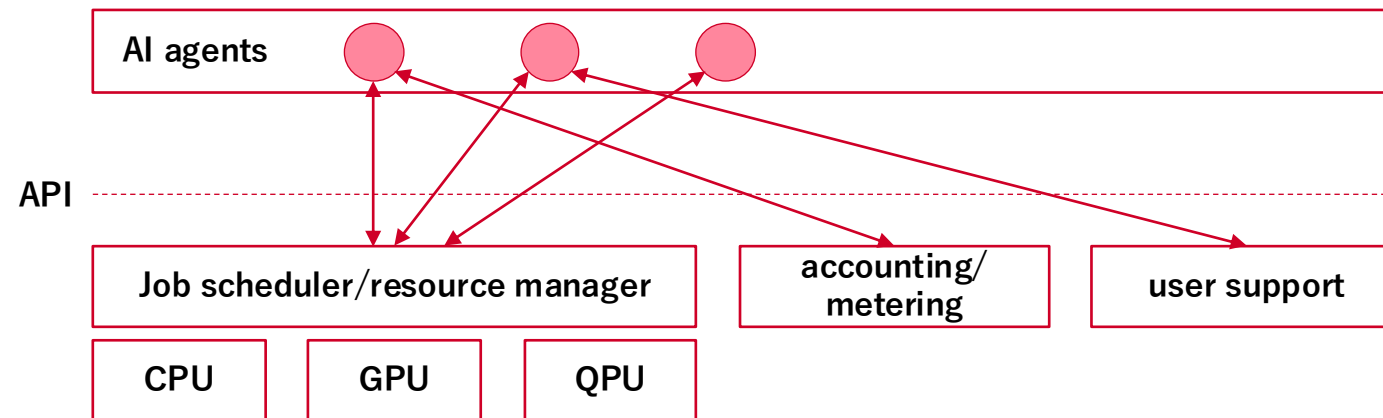 AI agents
API
Job scheduler/resource manager
accounting/
metering
user support
CPU
GPU
QPU